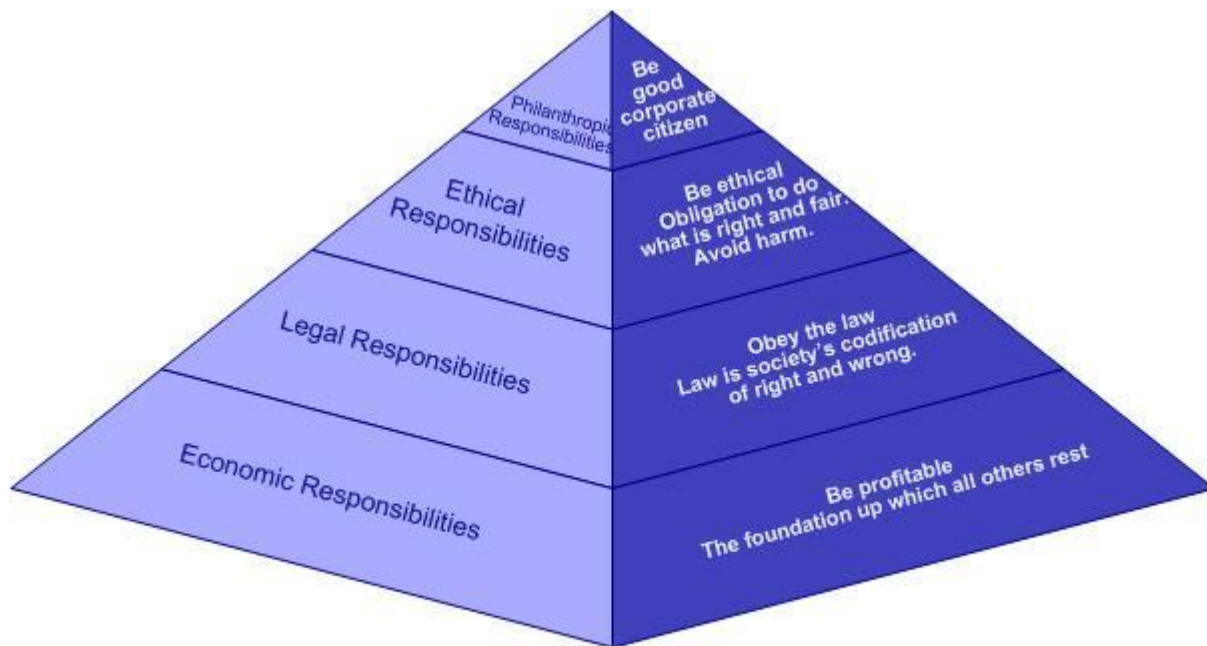 Philanthropic
Responsibilities
Be
good
corporate
citizen
Ethical
Responsibilities
Be ethical
Obligation to do
what is right and fair.
Avoid harm.
Legal Responsibilities
Obey the law
Law is society's codification
of right and wrong.
Economic Responsibilities
Be profitable
The foundation up which all others rest